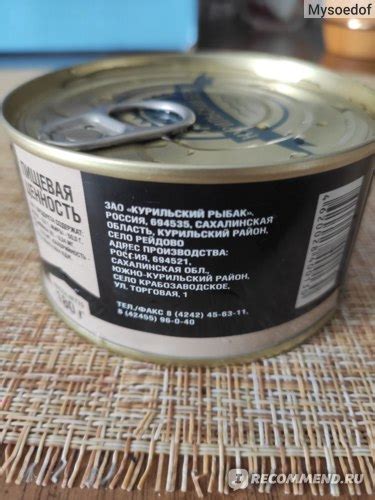 Mysoedof
ПИЩЕВАЯ
ЦЕННОСТЬ
180 г
ЗАО «КУРИЛЬСКИЙ РЫБАК».
РОССИЯ, 694535, САХАЛИНСКАЯ
ОБЛАСТЬ, КУРИЛЬСКИЙ РАЙОН.
СЕЛО РЕЙДОВО
АДРЕС ПРОИЗВОДСТВА:
РОССИЯ, 694521,
САХАЛИНСКАЯ ОБЛ.,
ЮЖНО-КУРИЛЬСКИЙ РАЙОН.
СЕЛО КРАБОЗАВОДСКОЕ.
УЛ. ТОРГОВАЯ, 1
ТЕЛ./ФАКС 8 (4242) 45-63-11.
8 (42455) 96-0-40
RECOMMEND.RU